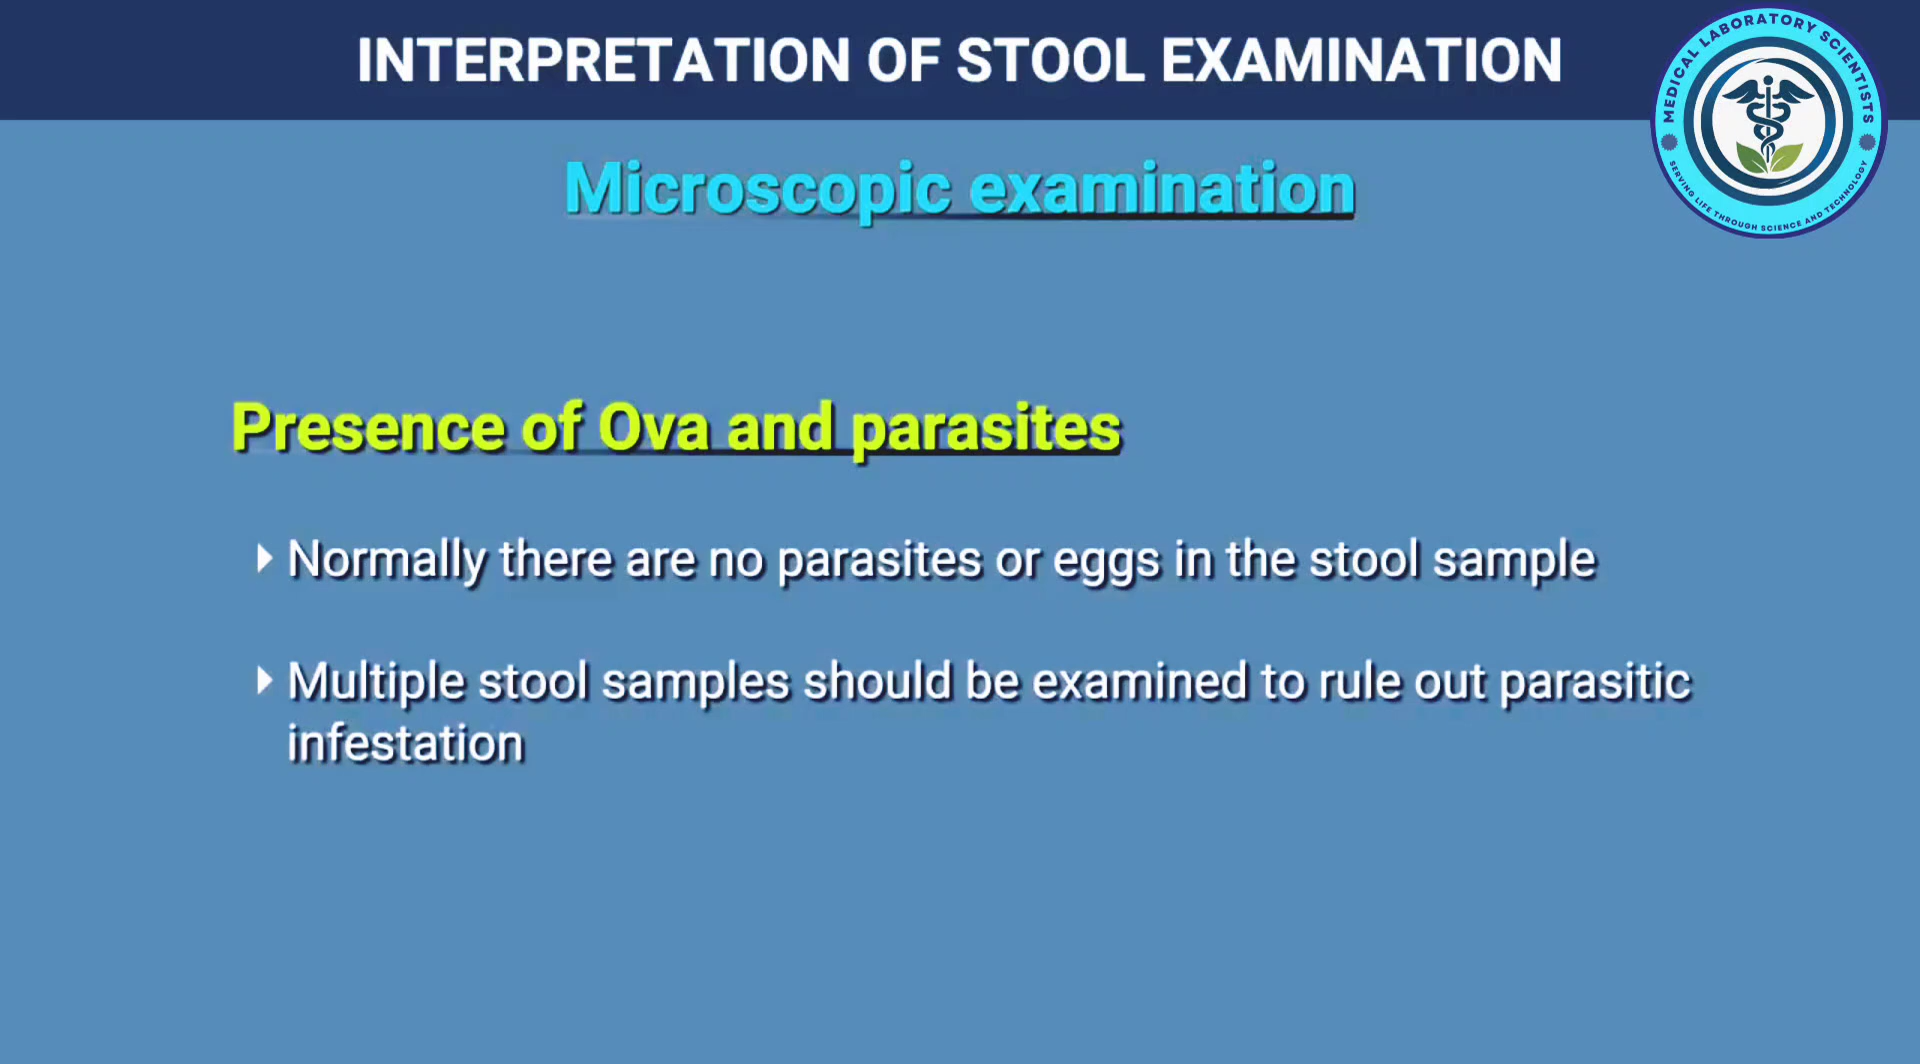 INTERPRETATION OF STOOL EXAMINATION
MEDICAL LABORATORY SCIENTISTS
SERVING LIFE THROUGH SCIENCE AND TECHNOLOGY
Microscopic examination
Presence of Ova and parasites
Normally there are no parasites or eggs in the stool sample
Multiple stool samples should be examined to rule out parasitic
infestation